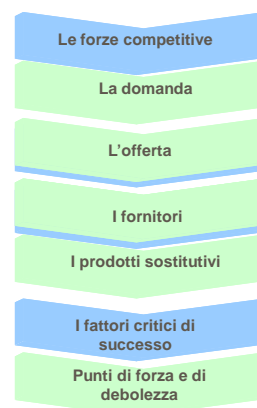 Le forze competitive
La domanda
L'offerta
I fornitori
I prodotti sostitutivi
I fattori critici di
successo
Punti di forza e di
debolezza